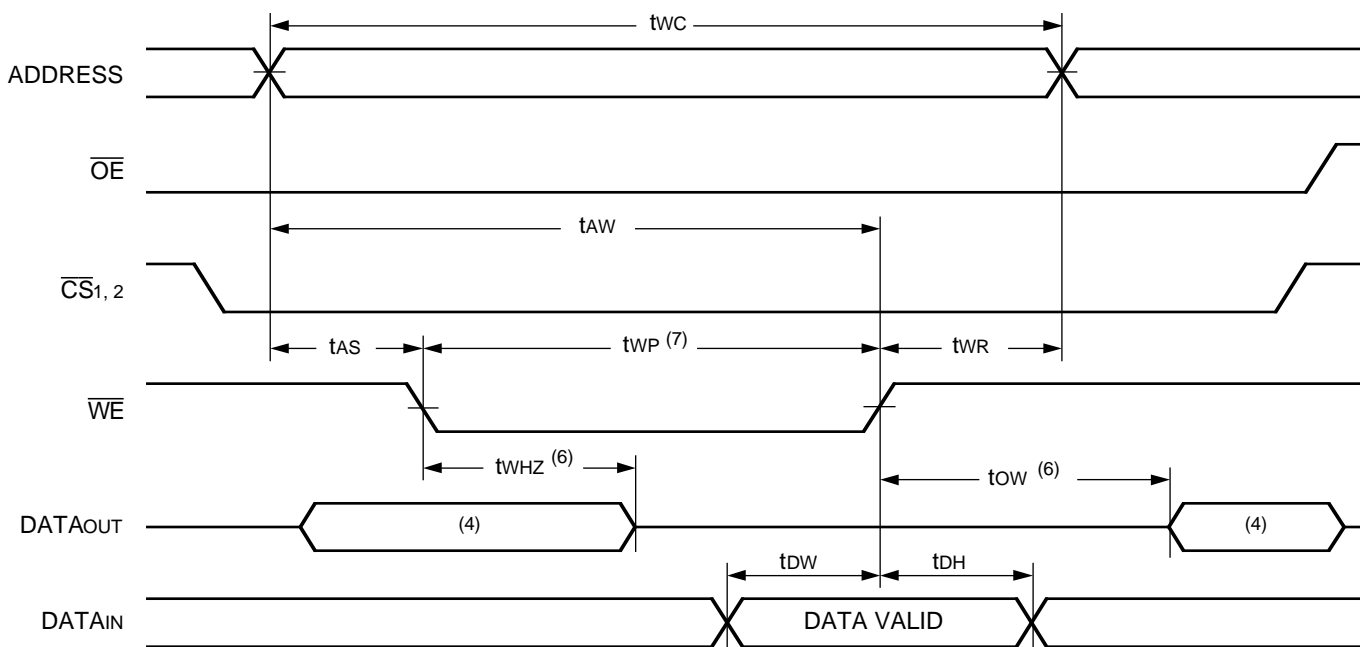 tWC
ADDRESS
OE
tAW
CS1, 2
tAS
tWP (7)
tWR
WE
tWHZ (6)
tOW (6)
DATAOUT
(4)
(4)
tDW
tDH
DATAIN
DATA VALID